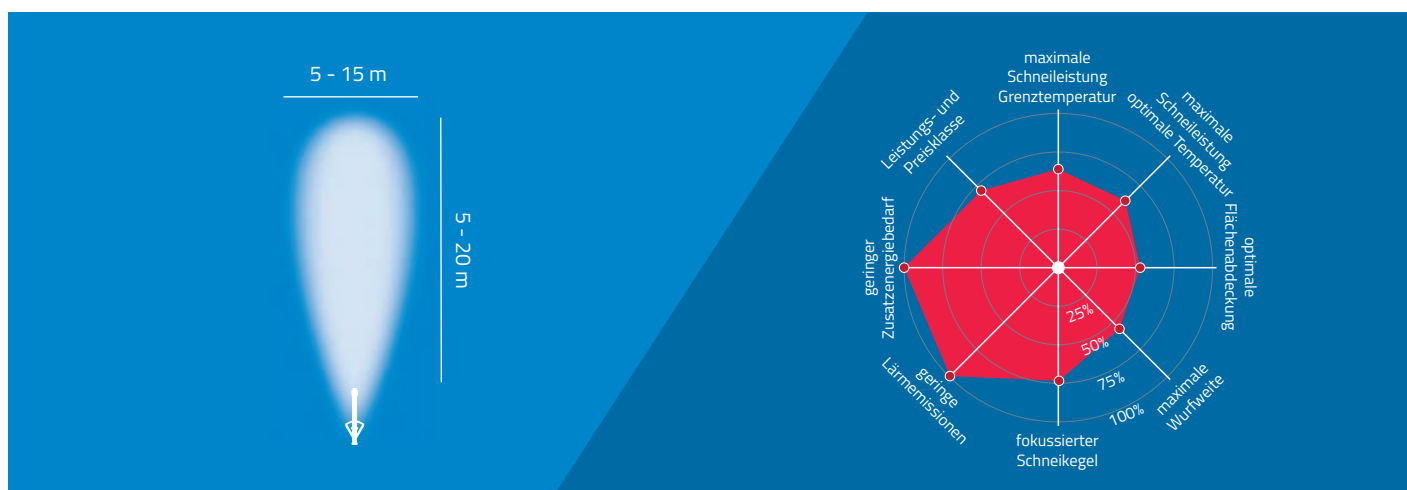 5 - 15 m
5 - 20 m
maximale
Schneileistung
Grenztemperatur
maximale
Schneileistung
optimale Temperatur
optimale
Flächenabdeckung
maximale
Wurfweite
fokussierter
Schneikegel
geringe
Lärmemissionen
geringer
Zusatzenergiebedarf
Leistungs- und
Preisklasse
25%
50%
75%
100%